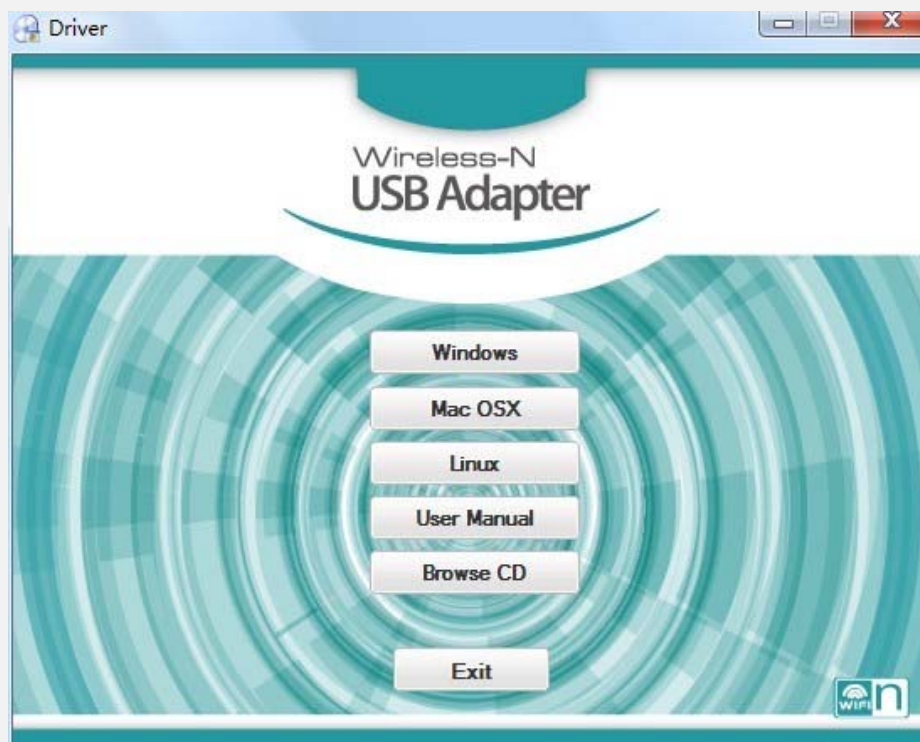 Driver
Wireless-N
USB Adapter
Windows
Mac OSX
Linux
User Manual
Browse CD
Exit
WiFi n